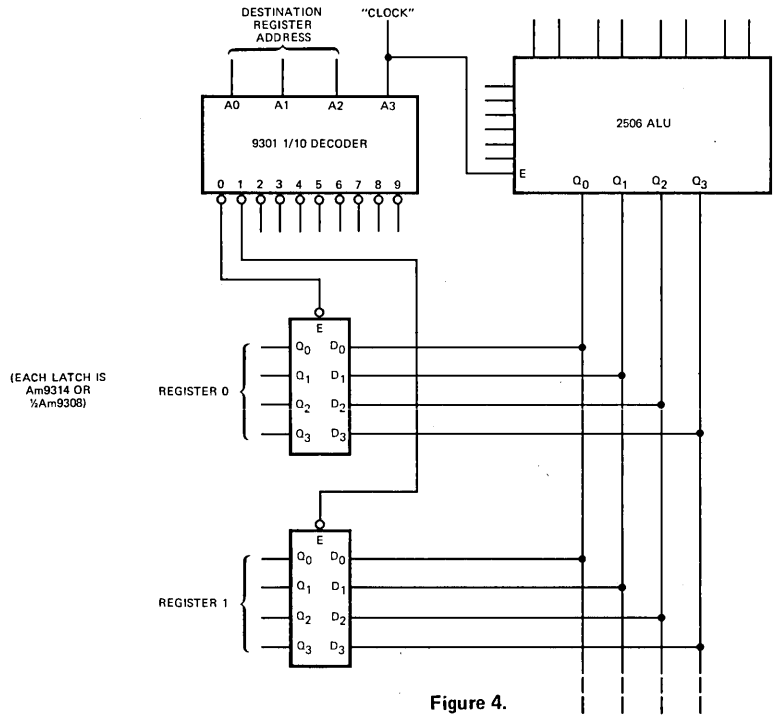 DESTINATION
REGISTER
ADDRESS
"CLOCK"
A0 A1 A2 A3
9301 1/10 DECODER
0 1 2 3 4 5 6 7 8 9
2506 ALU
E
Q0 Q1 Q2 Q3
(EACH LATCH IS
Am9314 OR
½Am9308)
REGISTER 0
E
Q0 D0
Q1 D1
Q2 D2
Q3 D3
REGISTER 1
E
Q0 D0
Q1 D1
Q2 D2
Q3 D3
Figure 4.